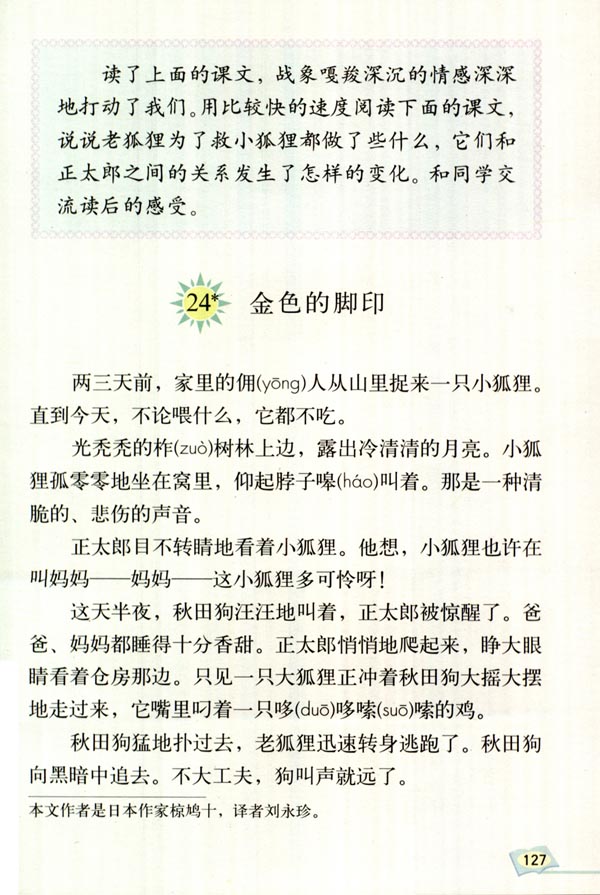 读了上面的课文，战象嘎羧深沉的情感深深
地打动了我们。用比较快的速度阅读下面的课文，
说说老狐狸为了救小狐狸都做了些什么，它们和
正太郎之间的关系发生了怎样的变化。和同学交
流读后的感受。
24* 金色的脚印
两三天前，家里的佣(yōng)人从山里捉来一只小狐狸。
直到今天，不论喂什么，它都不吃。
光秃秃的柞(zuò)树林上边，露出冷清清的月亮。小狐
狸孤零零地坐在窝里，仰起脖子嗥(háo)叫着。那是一种清
脆的、悲伤的声音。
正太郎目不转睛地看着小狐狸。他想，小狐狸也许在
叫妈妈——妈妈——这小狐狸多可怜呀！
这天半夜，秋田狗汪汪地叫着，正太郎被惊醒了。爸
爸、妈妈都睡得十分香甜。正太郎悄悄地爬起来，睁大眼
睛看着仓房那边。只见一只大狐狸正冲着秋田狗大摇大摆
地走过来，它嘴里叼着一只哆(duō)哆嗦(suō)嗦的鸡。
秋田狗猛地扑过去，老狐狸迅速转身逃跑了。秋田狗
向黑暗中追去。不大工夫，狗叫声就远了。
本文作者是日本作家椋鸠十，译者刘永珍。
127